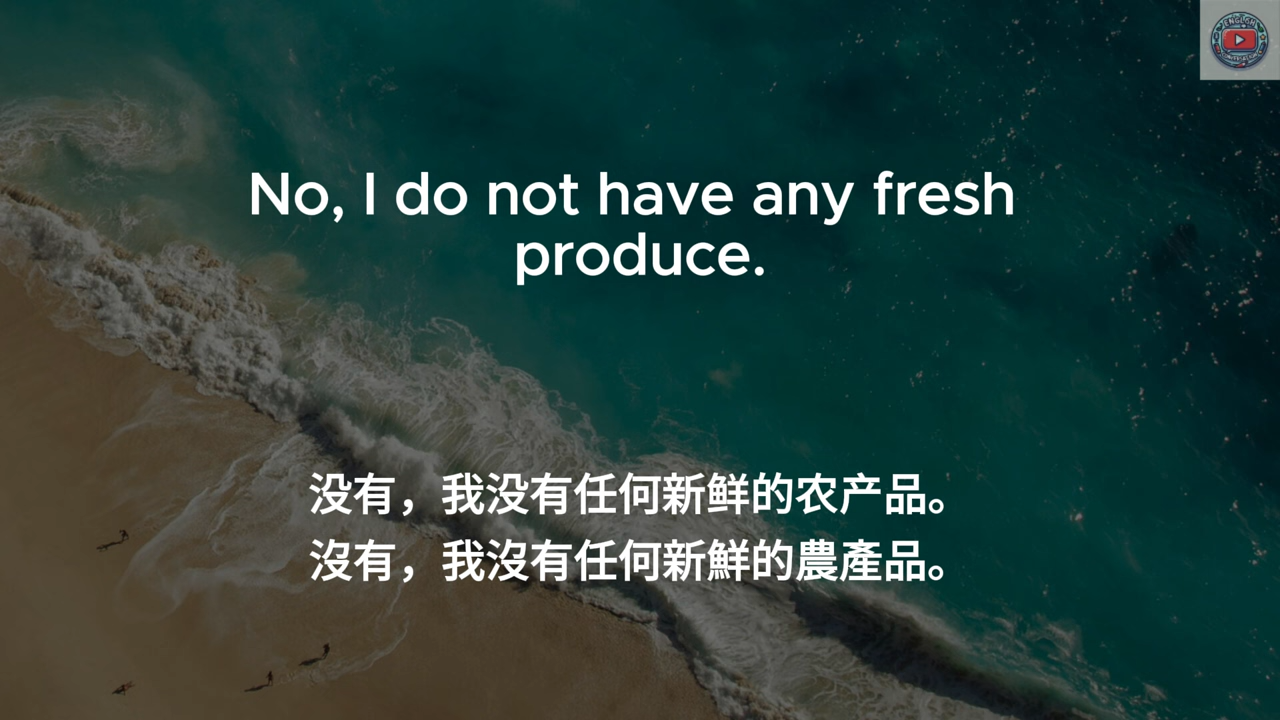 No, I do not have any fresh
produce.
没有，我没有任何新鲜的农产品。
沒有，我沒有任何新鮮的農產品。
ENGLISH